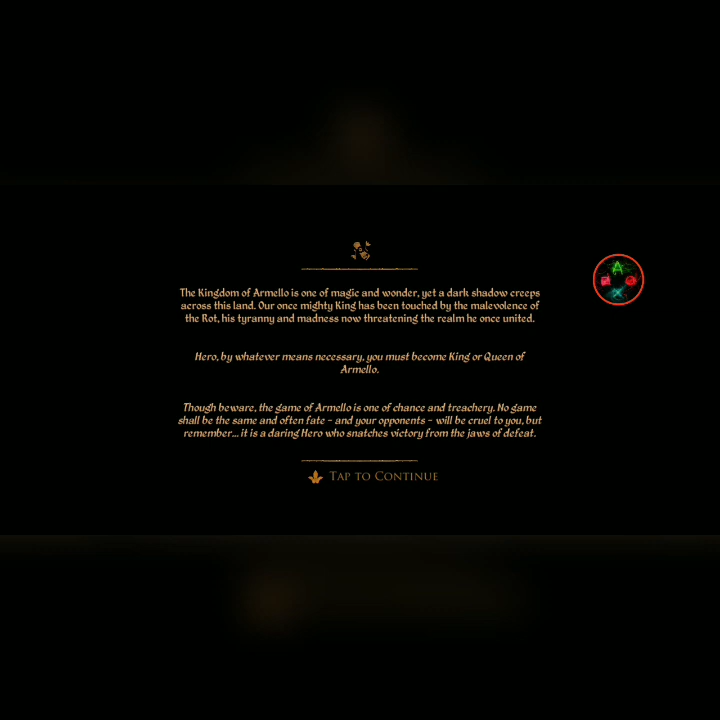 The Kingdom of Armello is one of magic and wonder, yet a dark shadow creeps
across this land. Our once mighty King has been touched by the malevolence of
the Rot, his tyranny and madness now threatening the realm he once united.
Hero, by whatever means necessary, you must become King or Queen of
Armello.
Though beware, the game of Armello is one of chance and treachery. No game
shall be the same and often fate - and your opponents - will be cruel to you, but
remember... it is a daring Hero who snatches victory from the jaws of defeat.
Tap to Continue
A
X